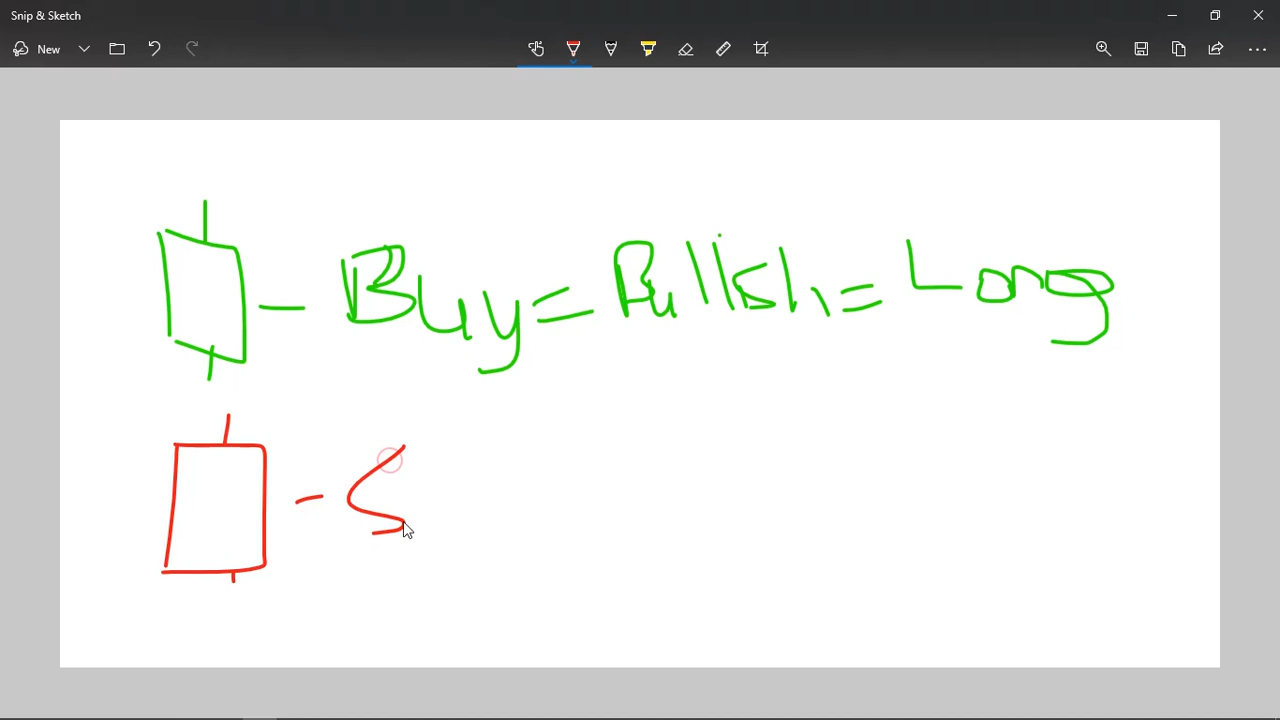 Snip & Sketch
New
- Buy = Bullish = Long
- S